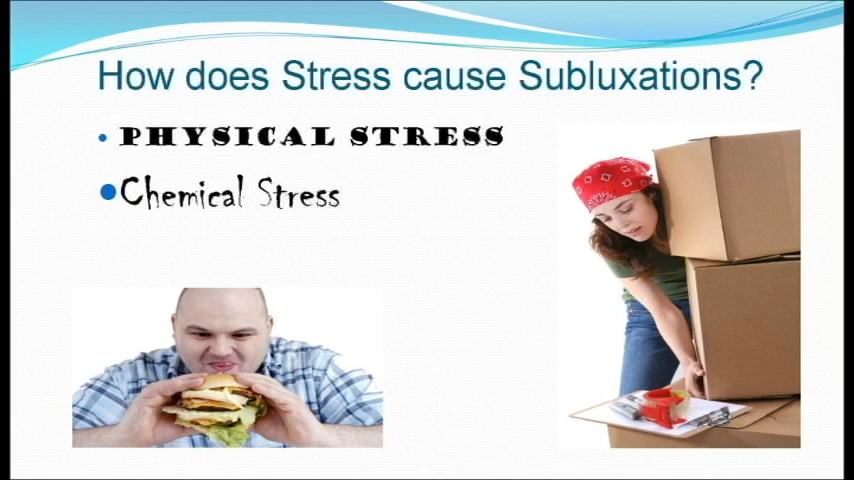 How does Stress cause Subluxations?
• PHYSICAL STRESS
• Chemical Stress